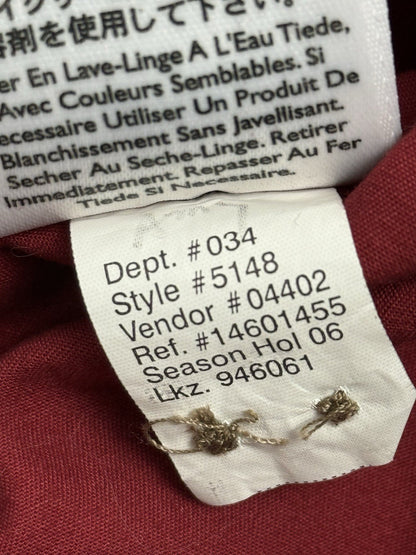 溶剤を使用して下さい。
er En Lave-Linge A L'Eau Tiede,
Avec Couleurs Semblables. Si
ecessaire Utiliser Un Produit De
Blanchissement Sans Javellisant.
Secher Au Seche-Linge. Retirer
Immediatement. Repasser Au Fer
Tiede Si Necessaire.
Dept. #034
Style #5148
Vendor #04402
Ref. #14601455
Season Hol 06
Lkz. 946061